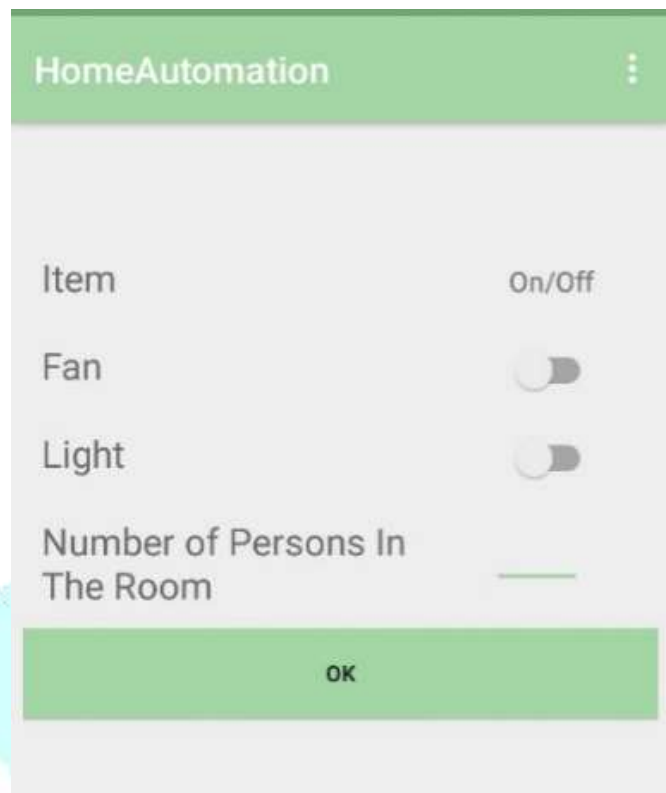 HomeAutomation
Item
On/Off
Fan
Light
Number of Persons In
The Room
OK